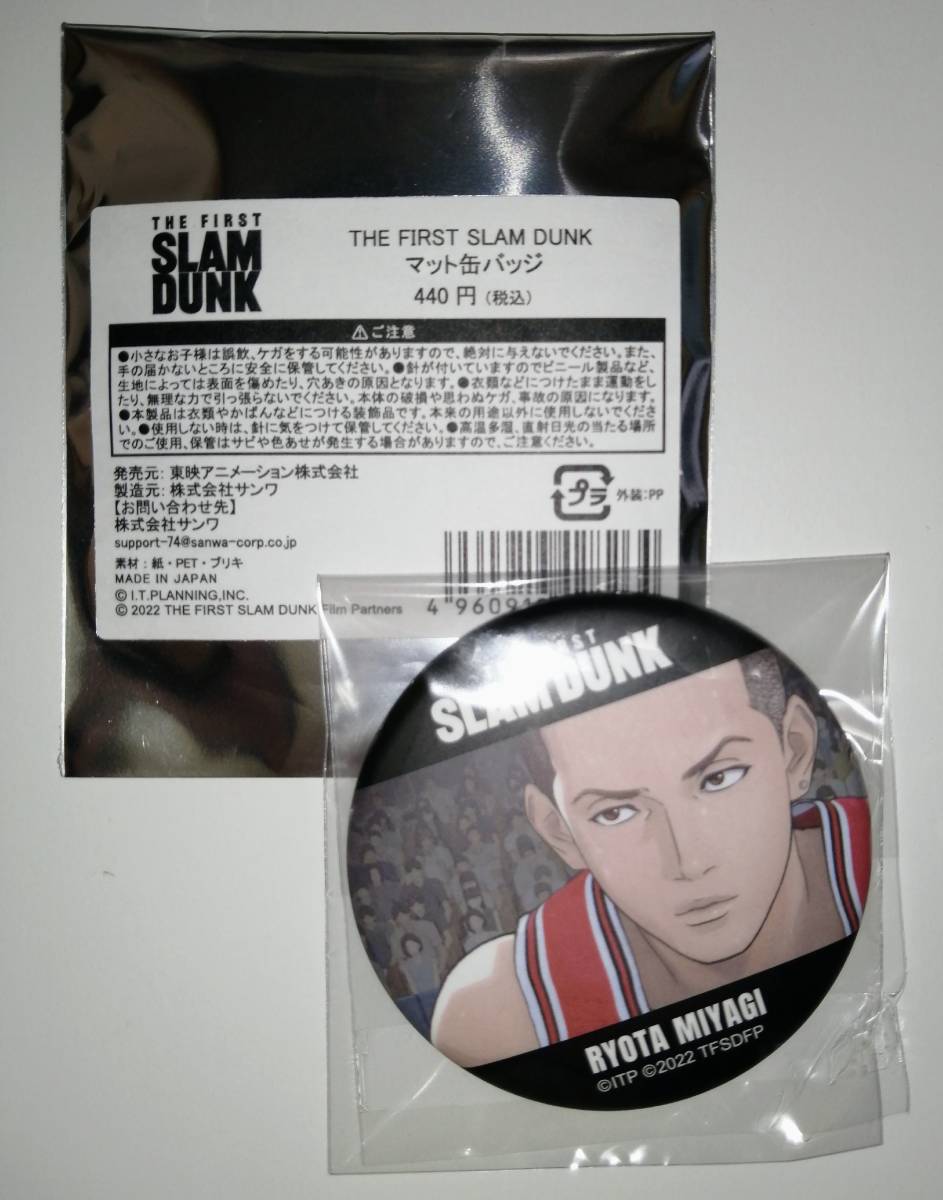 THE FIRST
SLAM
DUNK
THE FIRST SLAM DUNK
マット缶バッジ
440 円 (税込)
⚠ご注意
●小さなお子様は誤飲、ケガをする可能性がありますので、絶対に与えないでください。また、
手の届かないところに安全に保管してください。●針が付いていますのでビニール製品など、
生地によっては表面を傷めたり、穴あきの原因となります。●衣類などにつけたまま運動をし
たり、無理な力で引っ張らないでください。本体の破損や思わぬケガ、事故の原因になります。
●本製品は衣類やかばんなどにつける装飾品です。本来の用途以外に使用しないでくださ
い。●使用しない時は、針に気をつけて保管してください。●高温多湿、直射日光の当たる場所
でのご使用、保管はサビや色あせが発生する場合がありますので、ご注意ください。
発売元: 東映アニメーション株式会社
製造元: 株式会社サンワ
【お問い合わせ先】
株式会社サンワ
support-74@sanwa-corp.co.jp
プラ 外装:PP
素材:紙・PET・ブリキ
MADE IN JAPAN
© I.T.PLANNING,INC.
© 2022 THE FIRST SLAM DUNK Film Partners
4 96091
SLAM DUNK
RYOTA MIYAGI
©ITP ©2022 TFSDFP